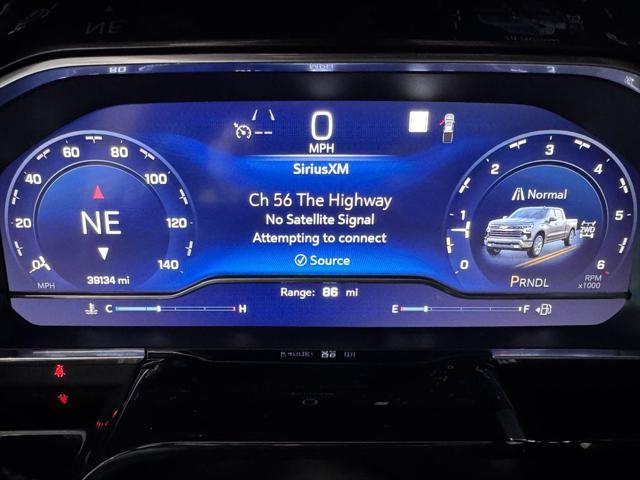 0
MPH
SiriusXM
Ch 56 The Highway
No Satellite Signal
Attempting to connect
Source
0 20 40 60 80 100 120 140
MPH
NE
39134 mi
0 1 2 3 4 5 6
Normal
2WD
PRNDL
RPM
x1000
Range: 86 mi
C H
E F